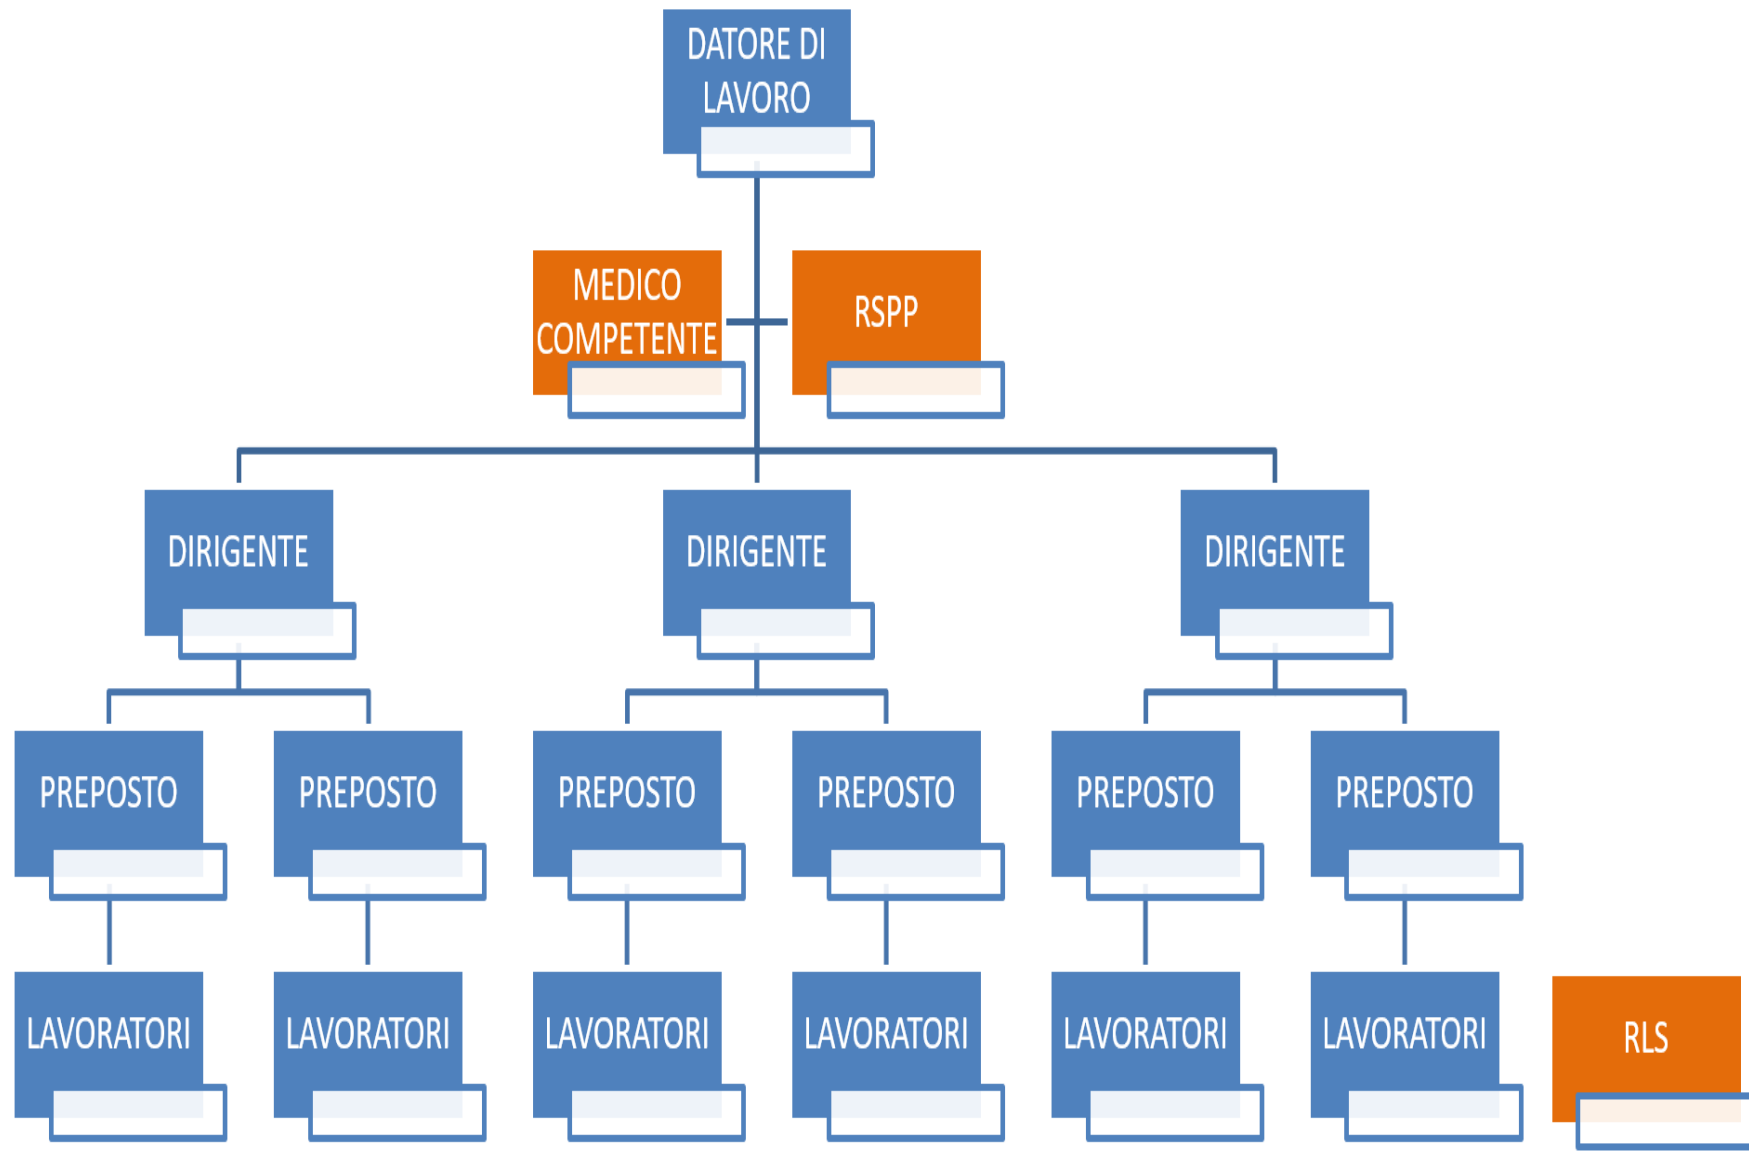 DATORE DI
LAVORO
MEDICO
COMPETENTE
RSPP
DIRIGENTE
DIRIGENTE
DIRIGENTE
PREPOSTO
PREPOSTO
PREPOSTO
PREPOSTO
PREPOSTO
PREPOSTO
LAVORATORI
LAVORATORI
LAVORATORI
LAVORATORI
LAVORATORI
LAVORATORI
RLS